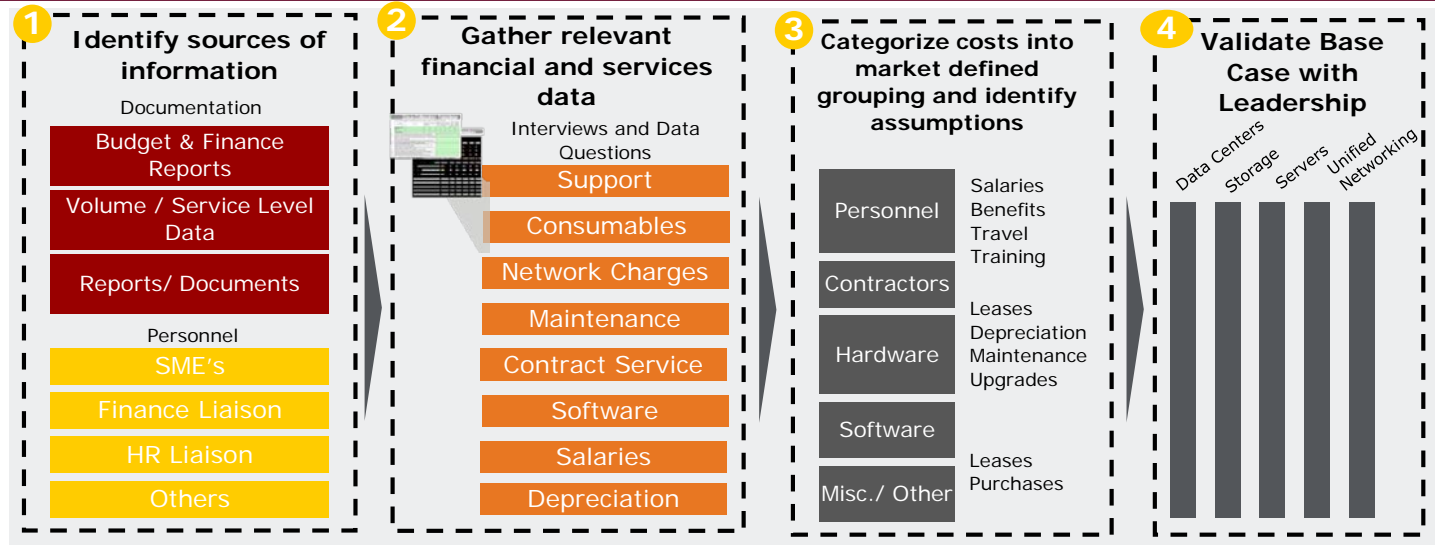 1
Identify sources of
information
Documentation
Budget & Finance
Reports
Volume / Service Level
Data
Reports/ Documents
Personnel
SME's
Finance Liaison
HR Liaison
Others
2
Gather relevant
financial and services
data
Interviews and Data
Questions
Support
Consumables
Network Charges
Maintenance
Contract Service
Software
Salaries
Depreciation
3
Categorize costs into
market defined
grouping and identify
assumptions
Personnel
Salaries
Benefits
Travel
Training
Contractors
Hardware
Leases
Depreciation
Maintenance
Upgrades
Software
Misc./ Other
Leases
Purchases
4
Validate Base
Case with
Leadership
Data Centers
Storage
Servers
Unified
Networking